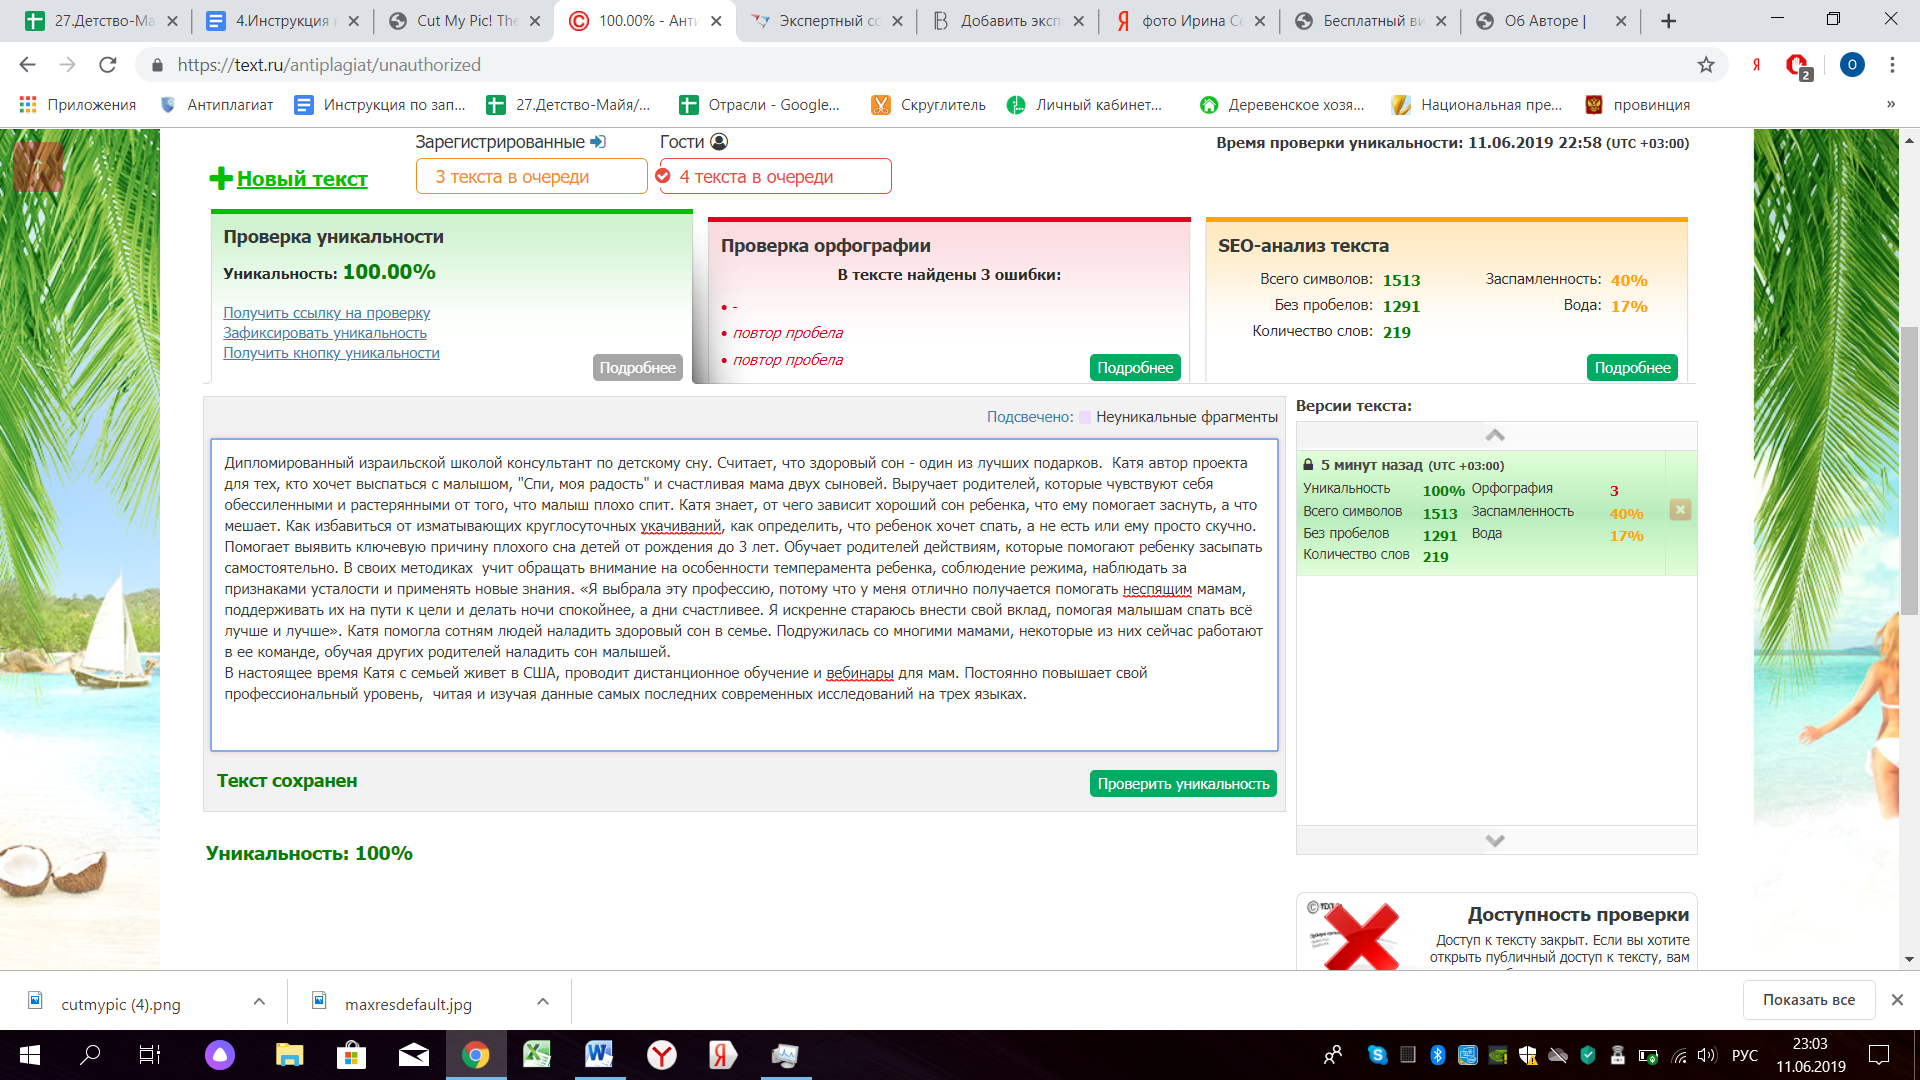 27.Детство-Май
4.Инструкция п
Cut My Pic! The
100.00% - Анти
Экспертный со
Добавить эксп
фото Ирина Се
Бесплатный ви
Об Авторе |
https://text.ru/antiplagiat/unauthorized
2
О
Приложения
Антиплагиат
Инструкция по зап...
27.Детство-Майя/...
Отрасли - Google...
Скруглитель
Личный кабинет...
Деревенское хозя...
Национальная пре...
провинция
»
Зарегистрированные
Гости
Время проверки уникальности: 11.06.2019 22:58 (UTC +03:00)
Новый текст
3 текста в очереди
4 текста в очереди
Проверка уникальности
Уникальность: 100.00%
Получить ссылку на проверку
Зафиксировать уникальность
Получить кнопку уникальности
Подробнее
Проверка орфографии
В тексте найдены 3 ошибки:
• -
• повтор пробела
• повтор пробела
Подробнее
SEO-анализ текста
Всего символов: 1513 Заспамленность: 40%
Без пробелов: 1291 Вода: 17%
Количество слов: 219
Подробнее
Подсвечено: Неуникальные фрагменты
Дипломированный израильской школой консультант по детскому сну. Считает, что здоровый сон - один из лучших подарков.  Катя автор проекта
для тех, кто хочет выспаться с малышом, "Спи, моя радость" и счастливая мама двух сыновей. Выручает родителей, которые чувствуют себя
обессиленными и растерянными от того, что малыш плохо спит. Катя знает, от чего зависит хороший сон ребенка, что ему помогает заснуть, а что
мешает. Как избавиться от изматывающих круглосуточных укачиваний, как определить, что ребенок хочет спать, а не есть или ему просто скучно.
Помогает выявить ключевую причину плохого сна детей от рождения до 3 лет. Обучает родителей действиям, которые помогают ребенку засыпать
самостоятельно. В своих методиках  учит обращать внимание на особенности темперамента ребенка, соблюдение режима, наблюдать за
признаками усталости и применять новые знания. «Я выбрала эту профессию, потому что у меня отлично получается помогать неспящим мамам,
поддерживать их на пути к цели и делать ночи спокойнее, а дни счастливее. Я искренне стараюсь внести свой вклад, помогая малышам спать всё
лучше и лучше». Катя помогла сотням людей наладить здоровый сон в семье. Подружилась со многими мамами, некоторые из них сейчас работают
в ее команде, обучая других родителей наладить сон малышей.
В настоящее время Катя с семьей живет в США, проводит дистанционное обучение и вебинары для мам. Постоянно повышает свой
профессиональный уровень,  читая и изучая данные самых последних современных исследований на трех языках.
Текст сохранен
Проверить уникальность
Уникальность: 100%
Версии текста:
5 минут назад (UTC +03:00)
Уникальность 100% Орфография 3
Всего символов 1513 Заспамленность 40%
Без пробелов 1291 Вода 17%
Количество слов 219
Доступность проверки
Доступ к тексту закрыт. Если вы хотите
открыть публичный доступ к тексту, вам
cutmypic (4).png
maxresdefault.jpg
Показать все
РУС
23:03
11.06.2019